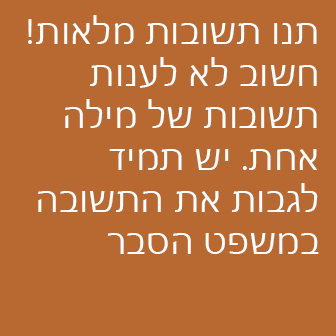 תנו תשובות מלאות!
חשוב לא לענות
תשובות של מילה
אחת. יש תמיד
לגבות את התשובה
במשפט הסבר